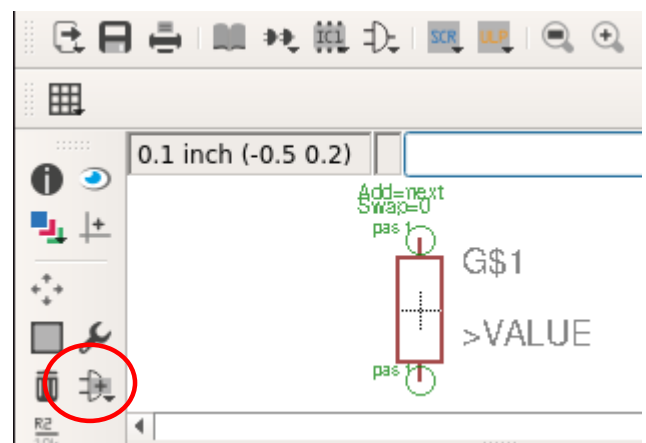 IC1
SCR
ULP
0.1 inch (-0.5 0.2)
Add=next
Swap=0
pas 1
G$1
>VALUE
pas 1
R2